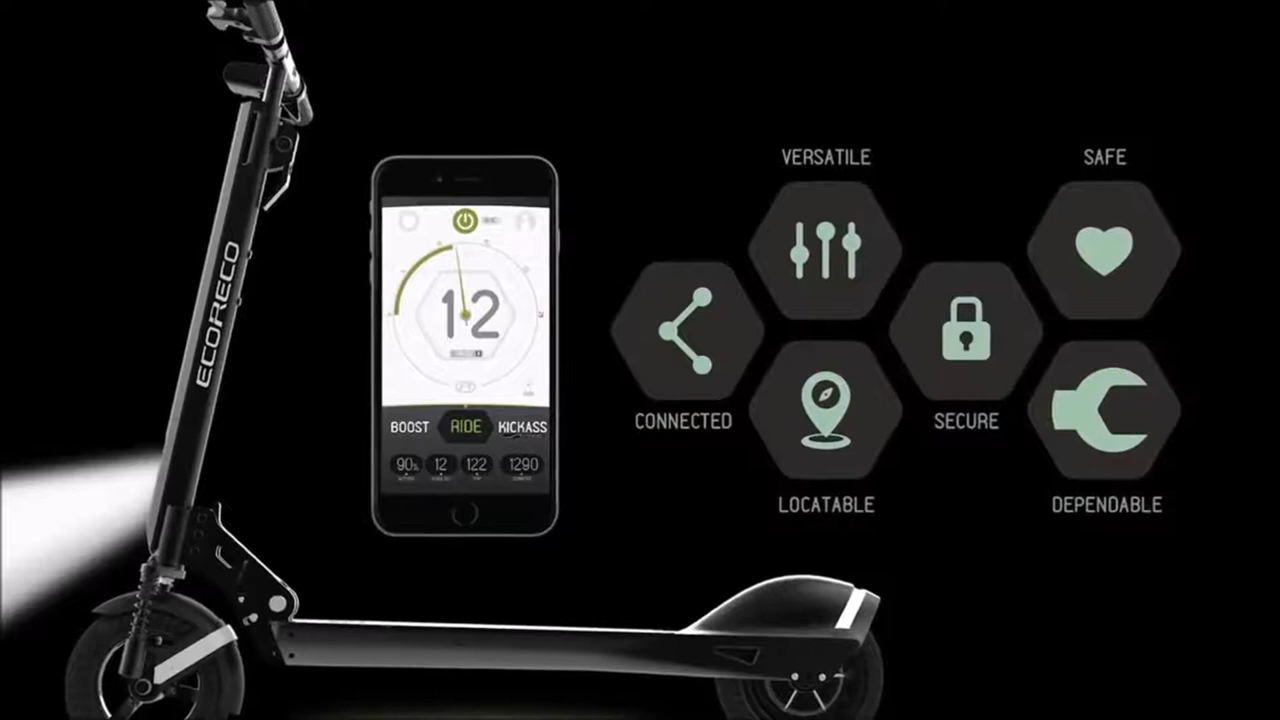 ECORECO
12
BOOST RIDE KICKASS
90% 12 122 1290
VERSATILE
SAFE
CONNECTED
SECURE
LOCATABLE
DEPENDABLE